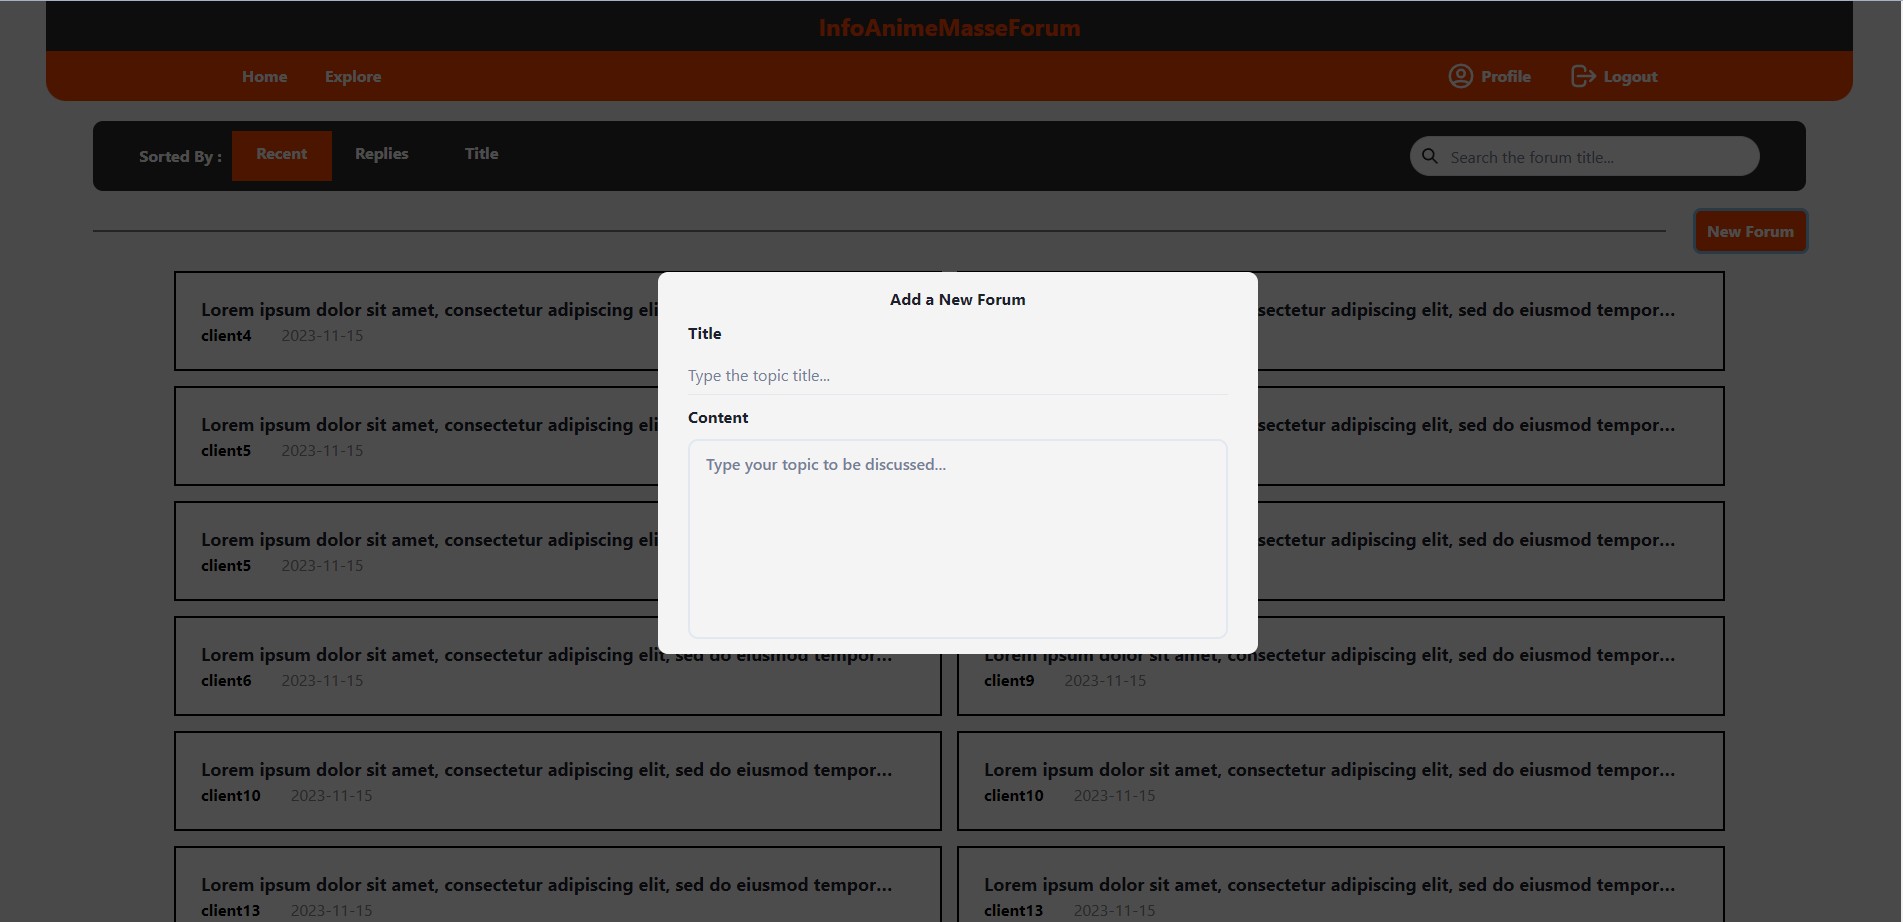 InfoAnimeMasseForum
Home Explore Profile Logout
Sorted By : Recent Replies Title Search the forum title...
New Forum
Add a New Forum
Title
Type the topic title...
Content
Type your topic to be discussed...
Lorem ipsum dolor sit amet, consectetur adipiscing eli
client4 2023-11-15
sectetur adipiscing elit, sed do eiusmod tempor...
Lorem ipsum dolor sit amet, consectetur adipiscing eli
client5 2023-11-15
sectetur adipiscing elit, sed do eiusmod tempor...
Lorem ipsum dolor sit amet, consectetur adipiscing eli
client5 2023-11-15
sectetur adipiscing elit, sed do eiusmod tempor...
Lorem ipsum dolor sit amet, consectetur adipiscing elit, sed do eiusmod tempor...
client6 2023-11-15
Lorem ipsum dolor sit amet, consectetur adipiscing elit, sed do eiusmod tempor...
client9 2023-11-15
Lorem ipsum dolor sit amet, consectetur adipiscing elit, sed do eiusmod tempor...
client10 2023-11-15
Lorem ipsum dolor sit amet, consectetur adipiscing elit, sed do eiusmod tempor...
client10 2023-11-15
Lorem ipsum dolor sit amet, consectetur adipiscing elit, sed do eiusmod tempor...
client13 2023-11-15
Lorem ipsum dolor sit amet, consectetur adipiscing elit, sed do eiusmod tempor...
client13 2023-11-15